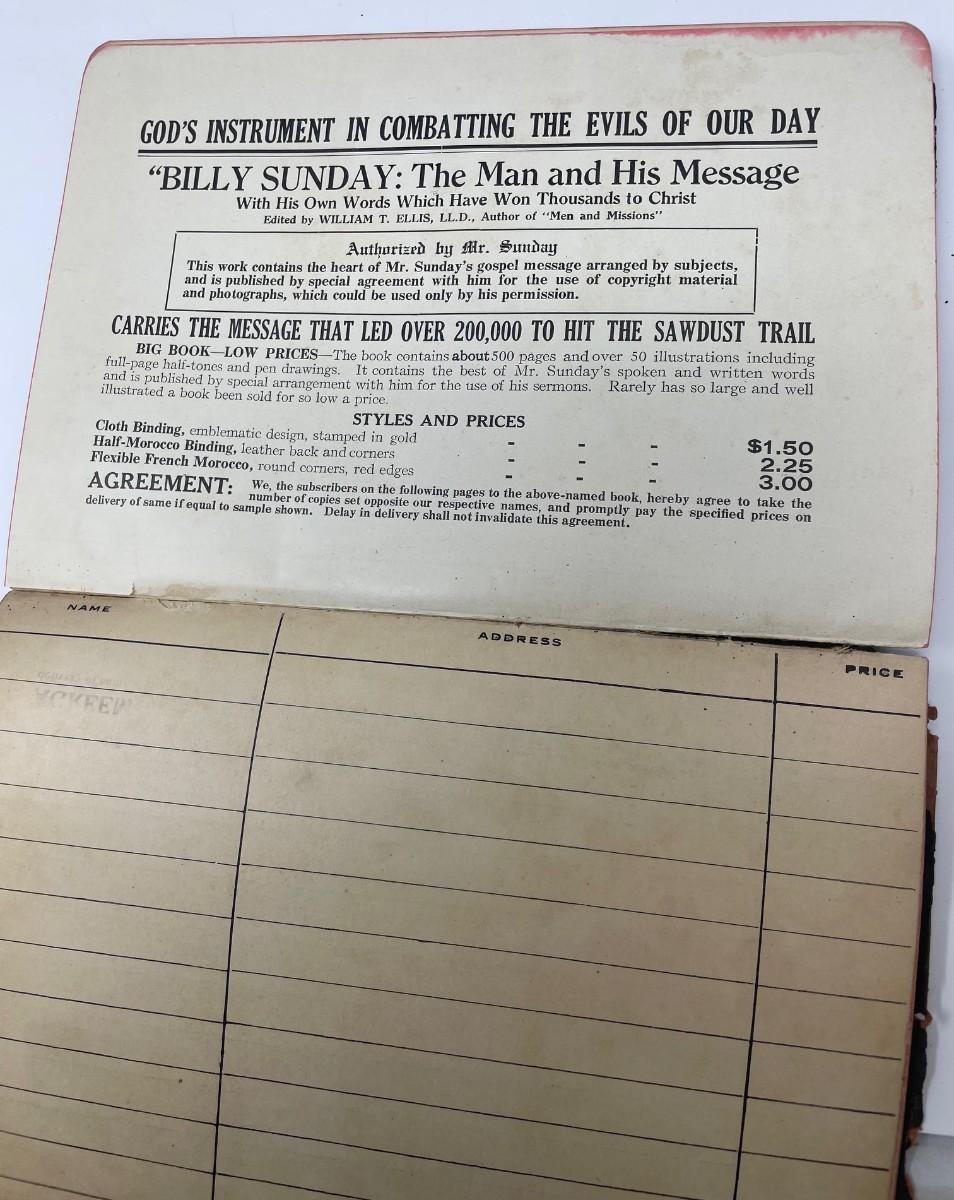 GOD'S INSTRUMENT IN COMBATTING THE EVILS OF OUR DAY
"BILLY SUNDAY: The Man and His Message
With His Own Words Which Have Won Thousands to Christ
Edited by WILLIAM T. ELLIS, LL.D., Author of "Men and Missions"
Authorized by Mr. Sunday
This work contains the heart of Mr. Sunday's gospel message arranged by subjects,
and is published by special agreement with him for the use of copyright material
and photographs, which could be used only by his permission.
CARRIES THE MESSAGE THAT LED OVER 200,000 TO HIT THE SAWDUST TRAIL
BIG BOOK—LOW PRICES—The book contains about 500 pages and over 50 illustrations including
full-page half-tones and pen drawings. It contains the best of Mr. Sunday's spoken and written words
and is published by special arrangement with him for the use of his sermons. Rarely has so large and well
illustrated a book been sold for so low a price.
STYLES AND PRICES
Cloth Binding, emblematic design, stamped in gold - - - $1.50
Half-Morocco Binding, leather back and corners - - - 2.25
Flexible French Morocco, round corners, red edges - - - 3.00
AGREEMENT: We, the subscribers on the following pages to the above-named book, hereby agree to take the
number of copies set opposite our respective names, and promptly pay the specified prices on
delivery of same if equal to sample shown. Delay in delivery shall not invalidate this agreement.
NAME ADDRESS PRICE